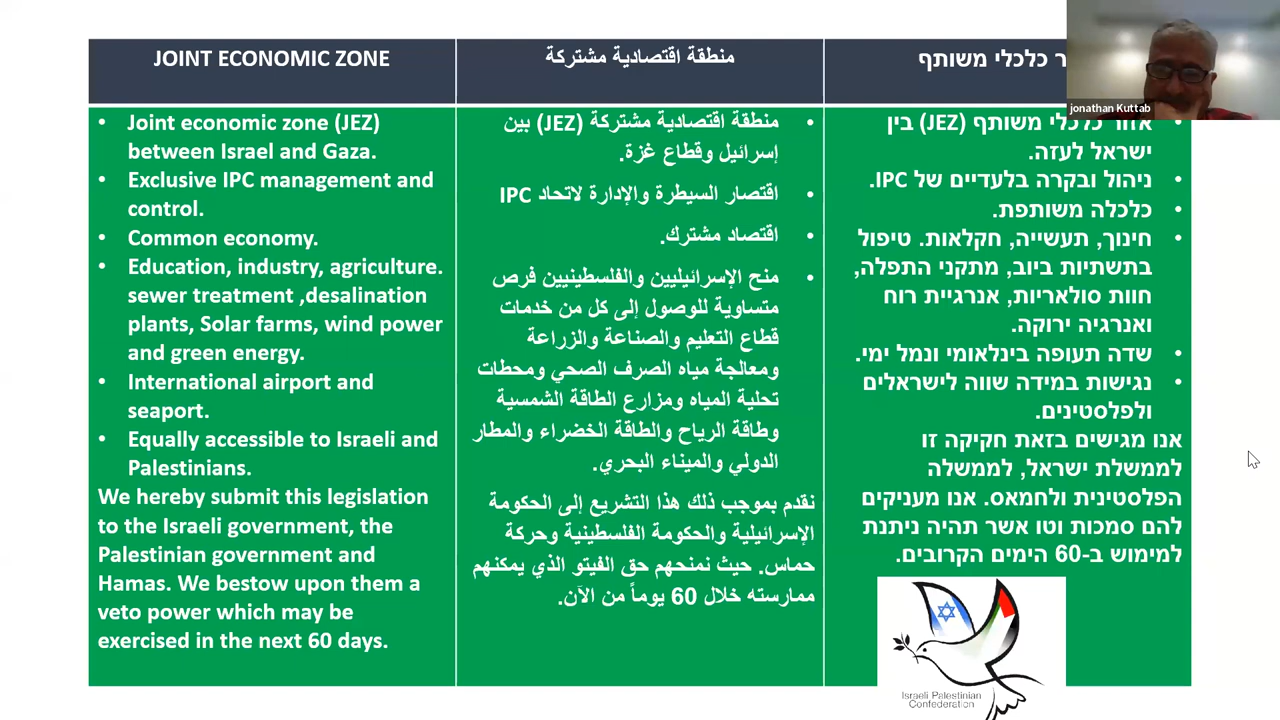 JOINT ECONOMIC ZONE
• Joint economic zone (JEZ)
between Israel and Gaza.
• Exclusive IPC management and
control.
• Common economy.
• Education, industry, agriculture.
sewer treatment ,desalination
plants, Solar farms, wind power
and green energy.
• International airport and
seaport.
• Equally accessible to Israeli and
Palestinians.
We hereby submit this legislation
to the Israeli government, the
Palestinian government and
Hamas. We bestow upon them a
veto power which may be
exercised in the next 60 days.
منطقة اقتصادية مشتركة
• منطقة اقتصادية مشتركة (JEZ) بين
إسرائيل وقطاع غزة.
• اقتصار السيطرة والإدارة لاتحاد IPC
• اقتصاد مشترك.
• منح الإسرائيليين والفلسطينيين فرص
متساوية للوصول إلى كل من خدمات
قطاع التعليم والصناعة والزراعة
ومعالجة مياه الصرف الصحي ومحطات
تحلية المياه ومزارع الطاقة الشمسية
وطاقة الرياح والطاقة الخضراء والمطار
الدولي والميناء البحري.
نقدم بموجب ذلك هذا التشريع إلى الحكومة
الإسرائيلية والحكومة الفلسطينية وحركة
حماس. حيث نمنحهم حق الفيتو الذي يمكنهم
ممارسته خلال 60 يوماً من الآن.
כלכלי משותף
• אזור כלכלי משותף (JEZ) בין
ישראל לעזה.
• ניהול ובקרה בלעדיים של IPC.
• כלכלה משותפת.
• חינוך, תעשייה, חקלאות. טיפול
בתשתיות ביוב, מתקני התפלה,
חוות סולאריות, אנרגיית רוח
ואנרגיה ירוקה.
• שדה תעופה בינלאומי ונמל ימי.
• נגישות במידה שווה לישראלים
ולפלסטינים.
אנו מגישים בזאת חקיקה זו
לממשלת ישראל, לממשלה
הפלסטינית ולחמאס. אנו מעניקים
להם סמכות וטו אשר תהיה ניתנת
למימוש ב-60 הימים הקרובים.
jonathan Kuttab
Israeli Palestinian
Confederation